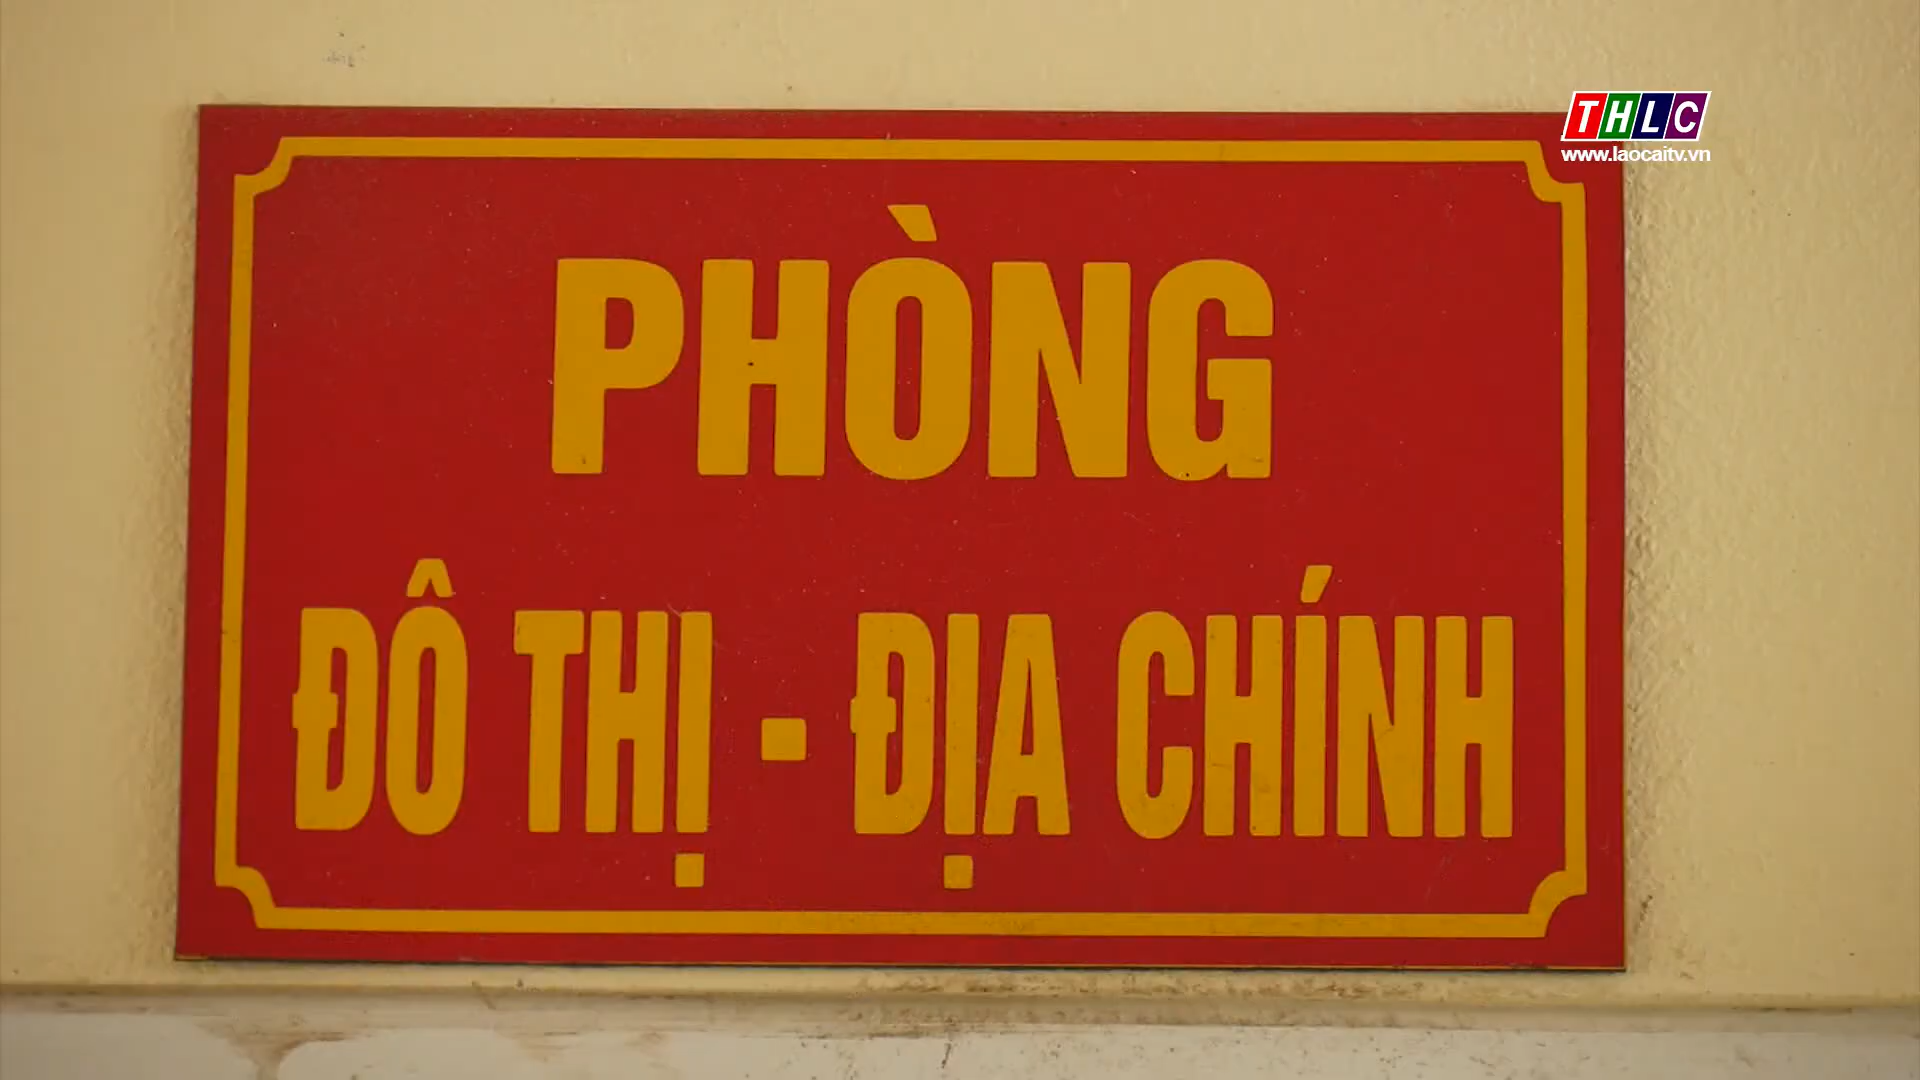 THLC
www.laocaitv.vn
PHÒNG
ĐÔ THỊ - ĐỊA CHÍNH